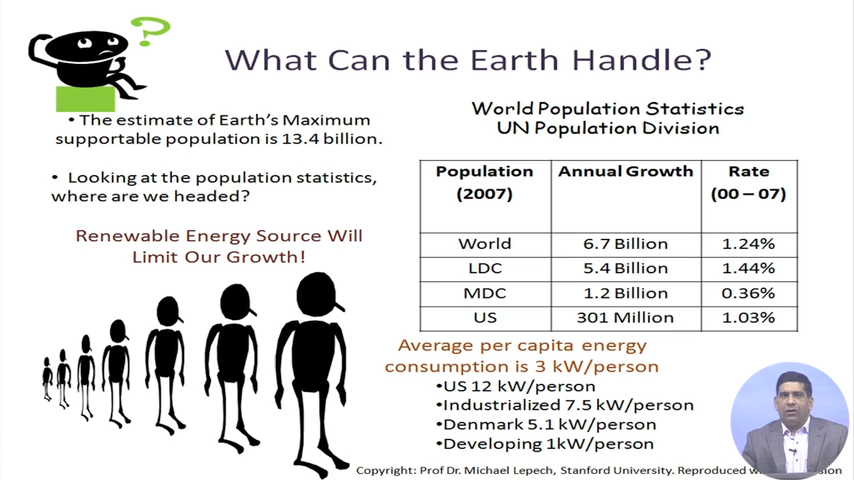 What Can the Earth Handle?
• The estimate of Earth's Maximum
supportable population is 13.4 billion.
• Looking at the population statistics,
where are we headed?
Renewable Energy Source Will
Limit Our Growth!
World Population Statistics
UN Population Division
Population (2007) Annual Growth Rate (00 – 07)
World 6.7 Billion 1.24%
LDC 5.4 Billion 1.44%
MDC 1.2 Billion 0.36%
US 301 Million 1.03%
Average per capita energy
consumption is 3 kW/person
•US 12 kW/person
•Industrialized 7.5 kW/person
•Denmark 5.1 kW/person
•Developing 1kW/person
Copyright: Prof Dr. Michael Lepech, Stanford University. Reproduced